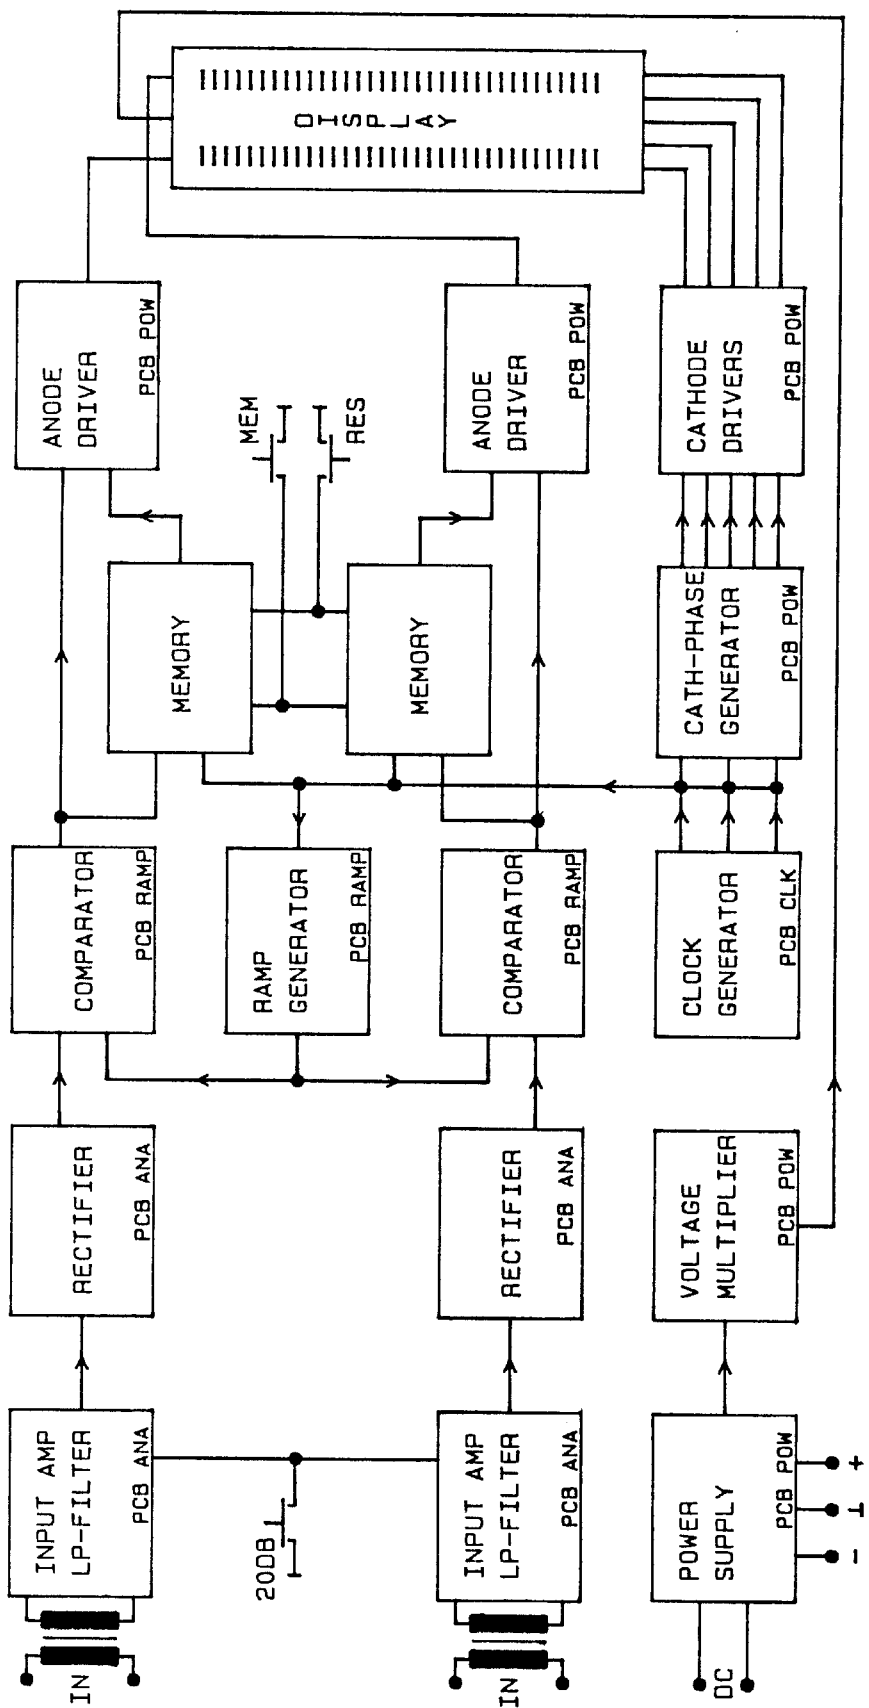 IN
INPUT AMP
LP-FILTER
PCB ANA
RECTIFIER
PCB ANA
COMPARATOR
PCB RAMP
MEMORY
ANODE
DRIVER
PCB POW
DISPLAY
20DB
RAMP
GENERATOR
PCB RAMP
MEM
RES
IN
INPUT AMP
LP-FILTER
PCB ANA
RECTIFIER
PCB ANA
COMPARATOR
PCB RAMP
MEMORY
ANODE
DRIVER
PCB POW
DC
POWER
SUPPLY
PCB POW
- ⊥ +
VOLTAGE
MULTIPLIER
PCB POW
CLOCK
GENERATOR
PCB CLK
CATH-PHASE
GENERATOR
PCB POW
CATHODE
DRIVERS
PCB POW